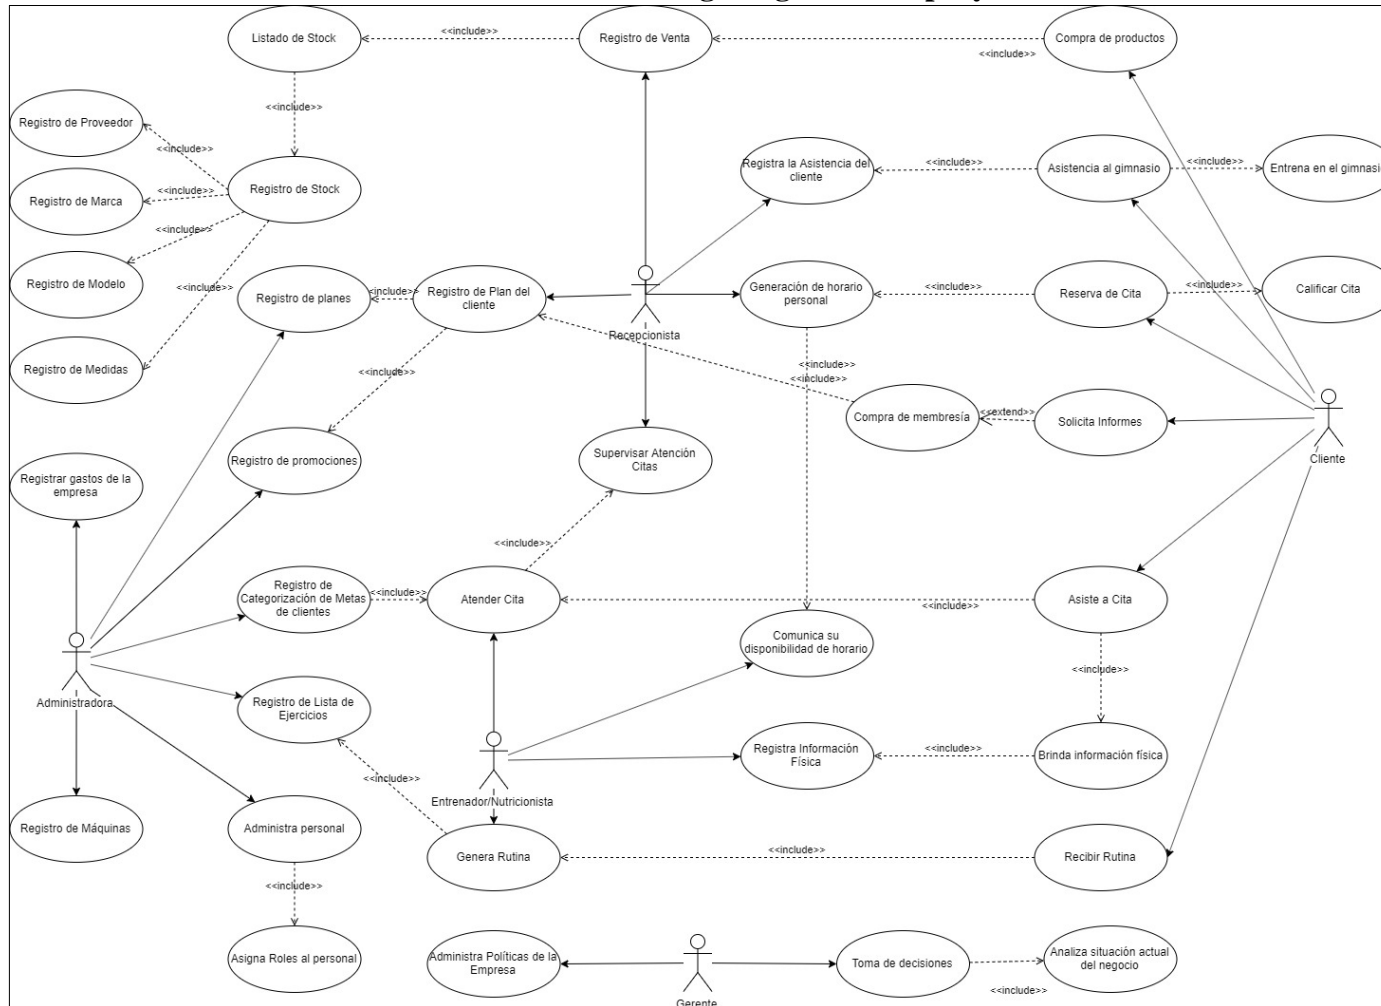 Listado de Stock
<<include>>
Registro de Venta
<<include>>
Compra de productos
<<include>>
Registro de Proveedor
<<include>>
Registro de Marca
<<include>>
Registro de Stock
Registra la Asistencia del
cliente
<<include>>
Asistencia al gimnasio
<<include>>
Entrena en el gimnasio
<<include>>
Registro de Modelo
Registro de planes
<<include>>
Registro de Plan del
cliente
Generación de horario
personal
<<include>>
Reserva de Cita
<<include>>
Calificar Cita
<<include>>
Recepcionista
Registro de Medidas
<<include>>
<<include>>
<<include>>
Compra de membresía
<<extend>>
Solicita Informes
Cliente
Registrar gastos de la
empresa
Registro de promociones
Supervisar Atención
Citas
<<include>>
Registro de
Categorización de Metas
de clientes
<<include>>
Atender Cita
<<include>>
Asiste a Cita
Comunica su
disponibilidad de horario
<<include>>
Administradora
Registro de Lista de
Ejercicios
Registra Información
Física
<<include>>
Brinda información física
<<include>>
Entrenador/Nutricionista
Registro de Máquinas
Administra personal
Genera Rutina
<<include>>
Recibir Rutina
<<include>>
Asigna Roles al personal
Administra Políticas de la
Empresa
Toma de decisiones
Analiza situación actual
del negocio
<<include>>
Gerente